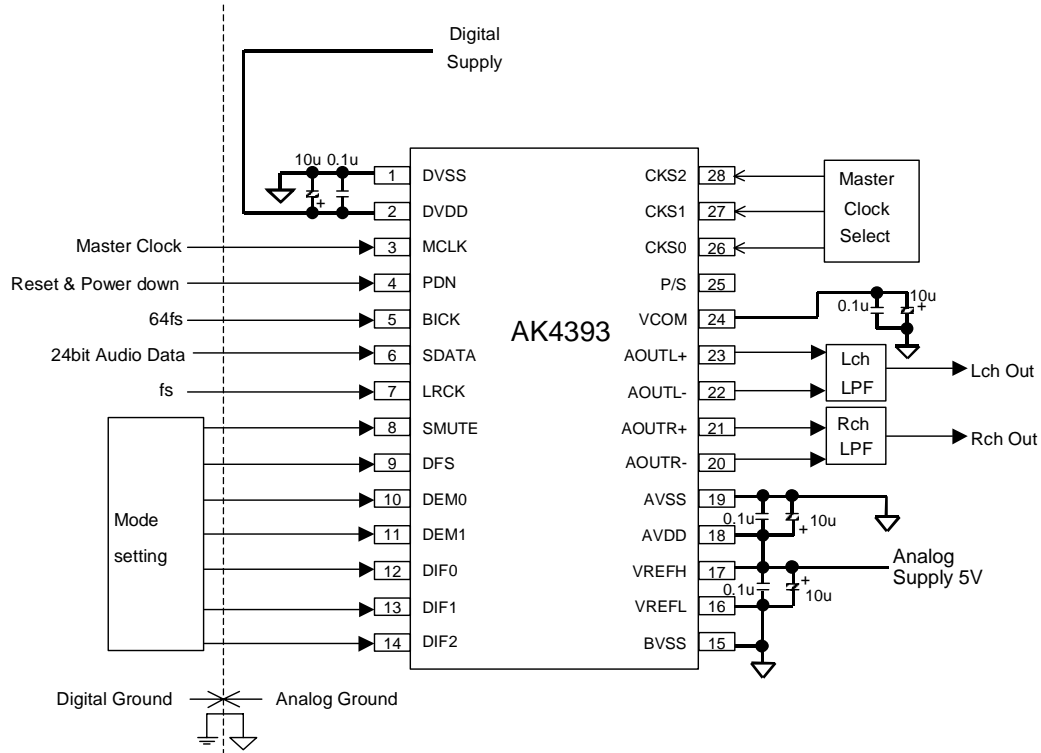 Digital
Supply
10u 0.1u
1 DVSS
2 DVDD
Master Clock 3 MCLK
Reset & Power down 4 PDN
64fs 5 BICK
24bit Audio Data 6 SDATA
fs 7 LRCK
8 SMUTE
9 DFS
10 DEM0
11 DEM1
12 DIF0
13 DIF1
14 DIF2
Mode
setting
AK4393
CKS2 28
CKS1 27
CKS0 26
P/S 25
VCOM 24
AOUTL+ 23
AOUTL- 22
AOUTR+ 21
AOUTR- 20
AVSS 19
AVDD 18
VREFH 17
VREFL 16
BVSS 15
Master
Clock
Select
0.1u 10u
+
Lch
LPF
Lch Out
Rch
LPF
Rch Out
0.1u 10u
+
Analog
Supply 5V
0.1u 10u
+
+
Digital Ground Analog Ground